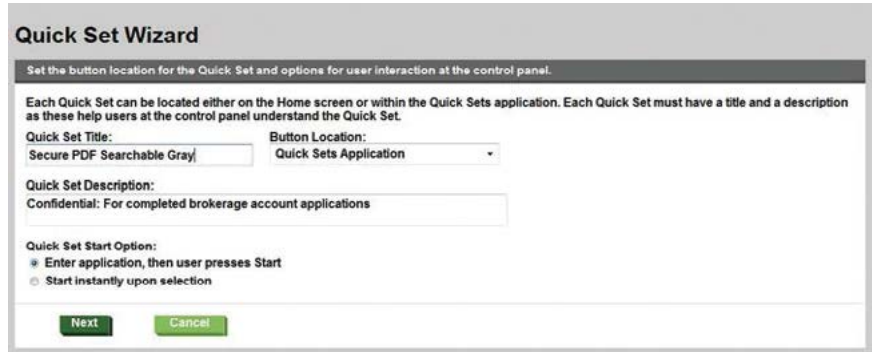 Quick Set Wizard
Set the button location for the Quick Set and options for user interaction at the control panel.
Each Quick Set can be located either on the Home screen or within the Quick Sets application. Each Quick Set must have a title and a description
as these help users at the control panel understand the Quick Set.
Quick Set Title: Button Location:
Secure PDF Searchable Gray Quick Sets Application
Quick Set Description:
Confidential: For completed brokerage account applications
Quick Set Start Option:
Enter application, then user presses Start
Start instantly upon selection
Next Cancel